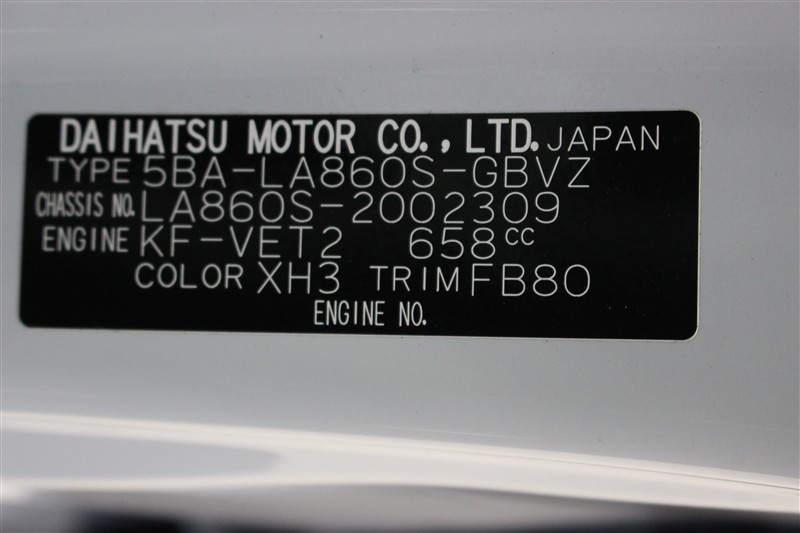 DAIHATSU MOTOR CO., LTD. JAPAN
TYPE 5BA-LA860S-GBVZ
CHASSIS NO. LA860S-2002309
ENGINE KF-VET2 658cc
COLOR XH3 TRIM FB80
ENGINE NO.